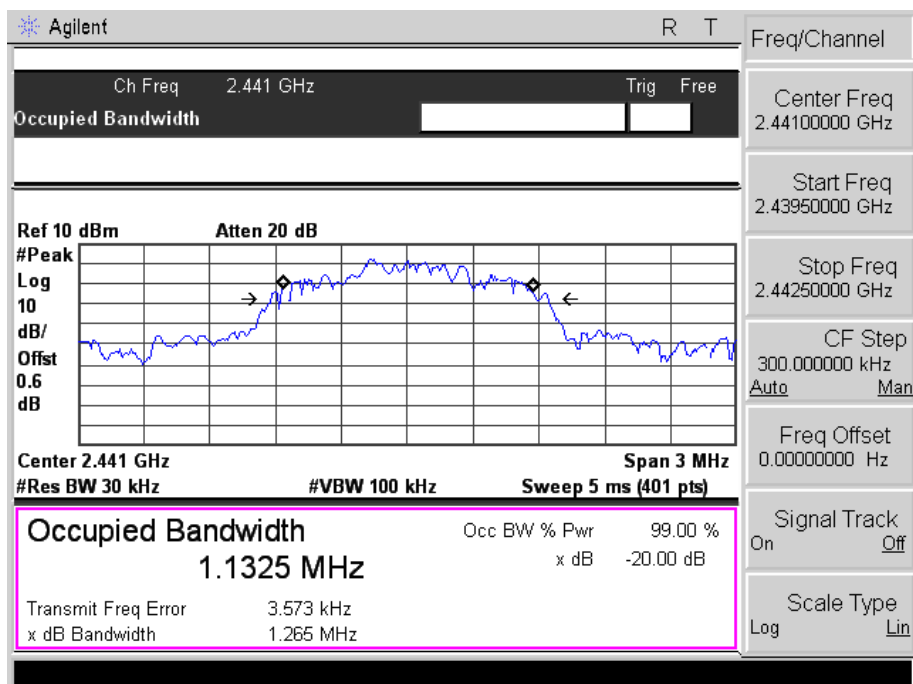 Agilent R T
Ch Freq 2.441 GHz Trig Free
Occupied Bandwidth
Ref 10 dBm Atten 20 dB
#Peak
Log
10
dB/
Offst
0.6
dB
Center 2.441 GHz Span 3 MHz
#Res BW 30 kHz #VBW 100 kHz Sweep 5 ms (401 pts)
Occupied Bandwidth
1.1325 MHz
Occ BW % Pwr 99.00 %
x dB -20.00 dB
Transmit Freq Error 3.573 kHz
x dB Bandwidth 1.265 MHz
Freq/Channel
Center Freq
2.44100000 GHz
Start Freq
2.43950000 GHz
Stop Freq
2.44250000 GHz
CF Step
300.000000 kHz
Auto Man
Freq Offset
0.00000000 Hz
Signal Track
On Off
Scale Type
Log Lin